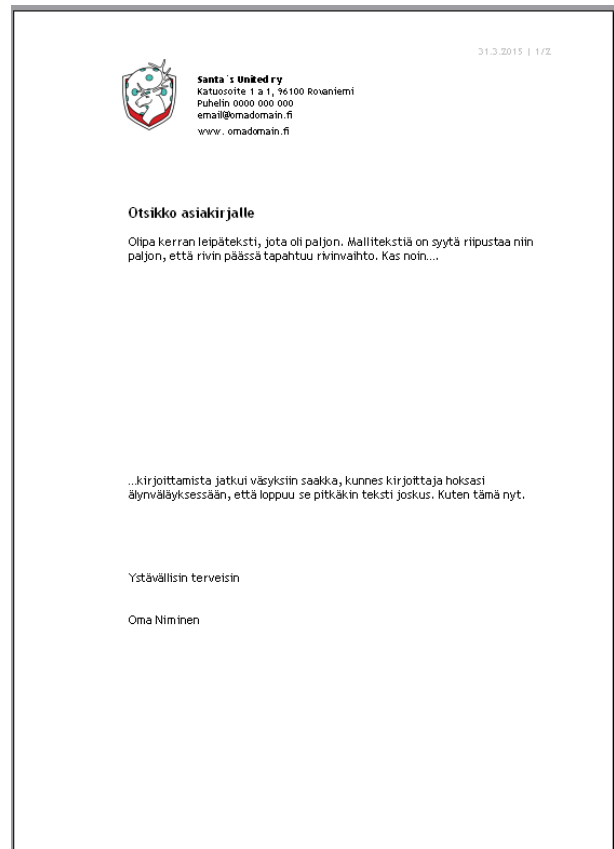 31.3.2015 | 1/2
Santa´s United ry
Katuosoite 1 a 1, 96100 Rovaniemi
Puhelin 0000 000 000
email@omadomain.fi
www. omadomain.fi
Otsikko asiakirjalle
Olipa kerran leipäteksti, jota oli paljon. Mallitekstiä on syytä riipustaa niin
paljon, että rivin päässä tapahtuu rivinvaihto. Kas noin....
...kirjoittamista jatkui väsyksiin saakka, kunnes kirjoittaja hoksasi
älynväläyksessään, että loppuu se pitkäkin teksti joskus. Kuten tämä nyt.
Ystävällisin terveisin
Oma Niminen